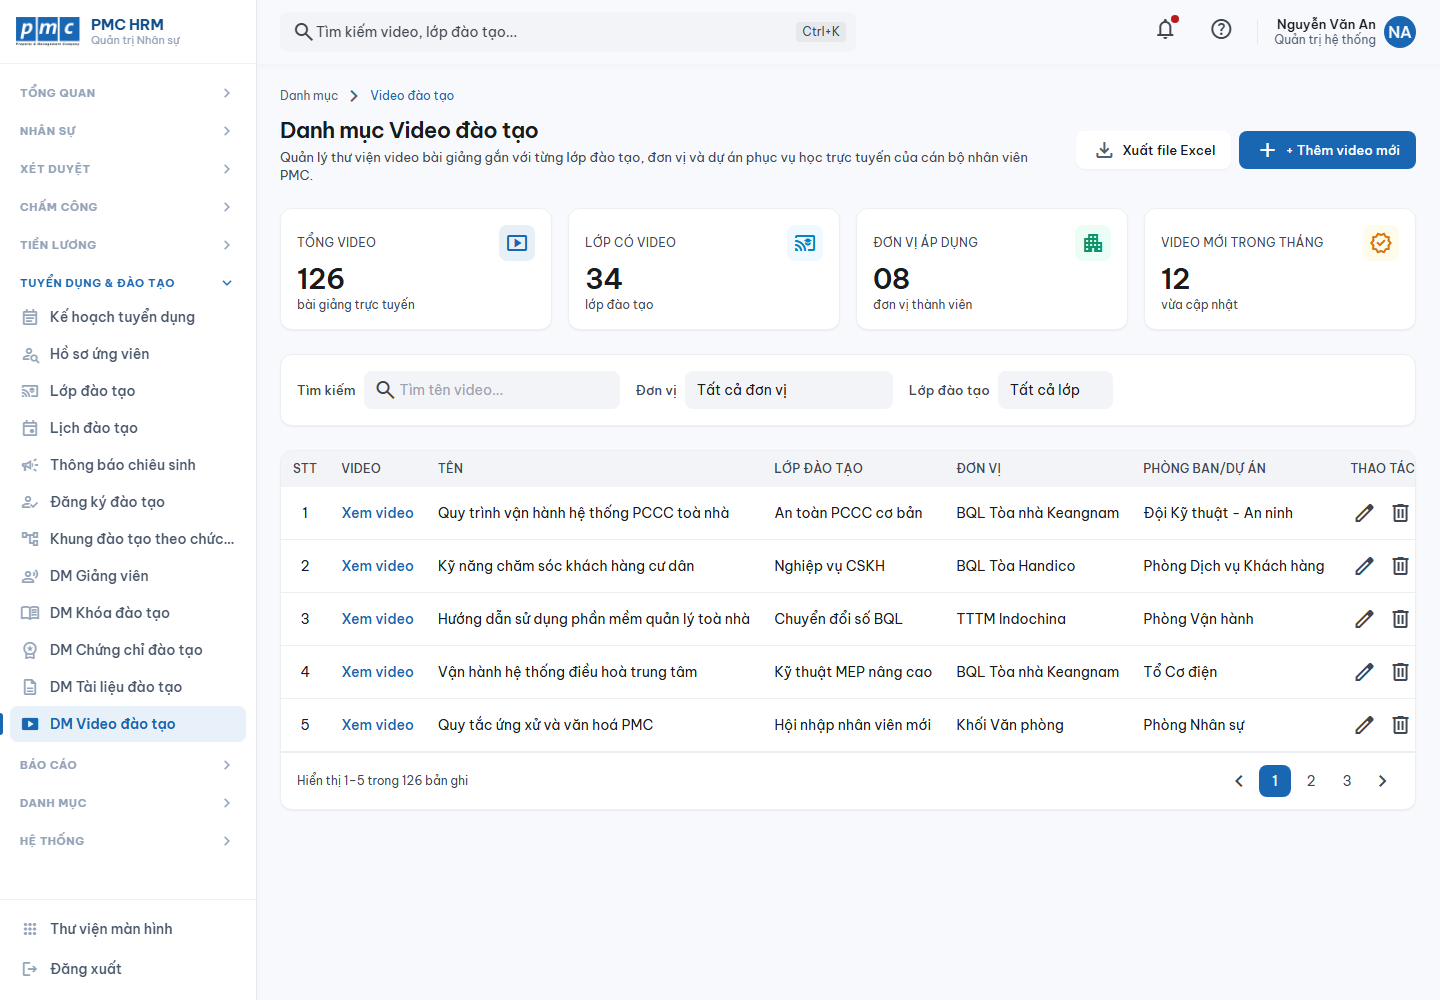 pmc
PMC HRM
Quản trị Nhân sự
Tìm kiếm video, lớp đào tạo...
Ctrl+K
Nguyễn Văn An
Quản trị hệ thống
NA
TỔNG QUAN
NHÂN SỰ
XÉT DUYỆT
CHẤM CÔNG
TIỀN LƯƠNG
TUYỂN DỤNG & ĐÀO TẠO
Kế hoạch tuyển dụng
Hồ sơ ứng viên
Lớp đào tạo
Lịch đào tạo
Thông báo chiêu sinh
Đăng ký đào tạo
Khung đào tạo theo chức...
DM Giảng viên
DM Khóa đào tạo
DM Chứng chỉ đào tạo
DM Tài liệu đào tạo
DM Video đào tạo
BÁO CÁO
DANH MỤC
HỆ THỐNG
Thư viện màn hình
Đăng xuất
Danh mục
Video đào tạo
Danh mục Video đào tạo
Quản lý thư viện video bài giảng gắn với từng lớp đào tạo, đơn vị và dự án phục vụ học trực tuyến của cán bộ nhân viên
PMC.
Xuất file Excel
+ Thêm video mới
TỔNG VIDEO
126
bài giảng trực tuyến
LỚP CÓ VIDEO
34
lớp đào tạo
ĐƠN VỊ ÁP DỤNG
08
đơn vị thành viên
VIDEO MỚI TRONG THÁNG
12
vừa cập nhật
Tìm kiếm
Tìm tên video...
Đơn vị
Tất cả đơn vị
Lớp đào tạo
Tất cả lớp
STT VIDEO TÊN LỚP ĐÀO TẠO ĐƠN VỊ PHÒNG BAN/DỰ ÁN THAO TÁC
1 Xem video Quy trình vận hành hệ thống PCCC toà nhà An toàn PCCC cơ bản BQL Tòa nhà Keangnam Đội Kỹ thuật - An ninh
2 Xem video Kỹ năng chăm sóc khách hàng cư dân Nghiệp vụ CSKH BQL Tòa Handico Phòng Dịch vụ Khách hàng
3 Xem video Hướng dẫn sử dụng phần mềm quản lý toà nhà Chuyển đổi số BQL TTTM Indochina Phòng Vận hành
4 Xem video Vận hành hệ thống điều hoà trung tâm Kỹ thuật MEP nâng cao BQL Tòa nhà Keangnam Tổ Cơ điện
5 Xem video Quy tắc ứng xử và văn hoá PMC Hội nhập nhân viên mới Khối Văn phòng Phòng Nhân sự
Hiển thị 1-5 trong 126 bản ghi
1 2 3